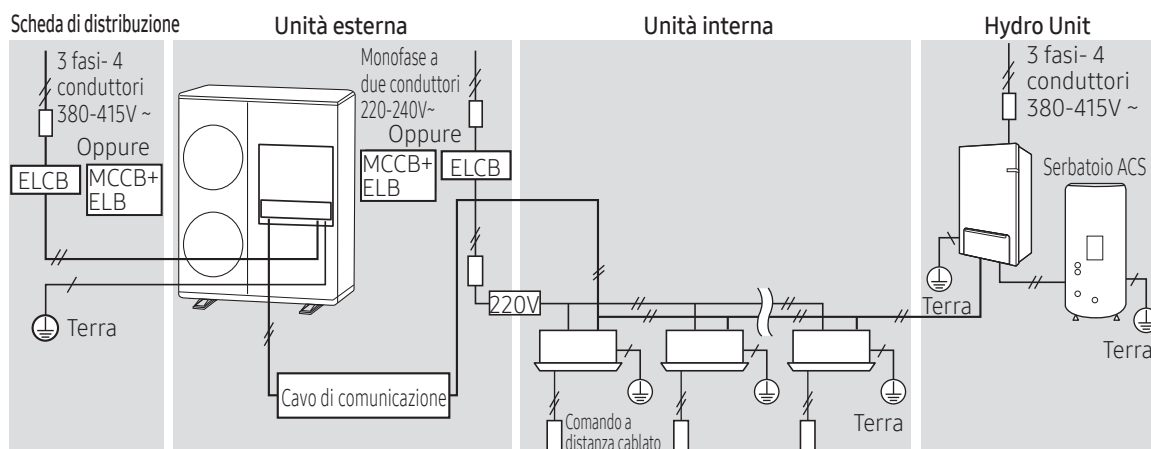 Scheda di distribuzione
Unità esterna
Unità interna
Hydro Unit
3 fasi- 4
conduttori
380-415V ~
Oppure
ELCB
MCCB+
ELB
Terra
Monofase a
due conduttori
220-240V~
Oppure
MCCB+
ELB
ELCB
Cavo di comunicazione
220V
Comando a
distanza cablato
Terra
3 fasi- 4
conduttori
380-415V ~
Serbatoio ACS
Terra
Terra